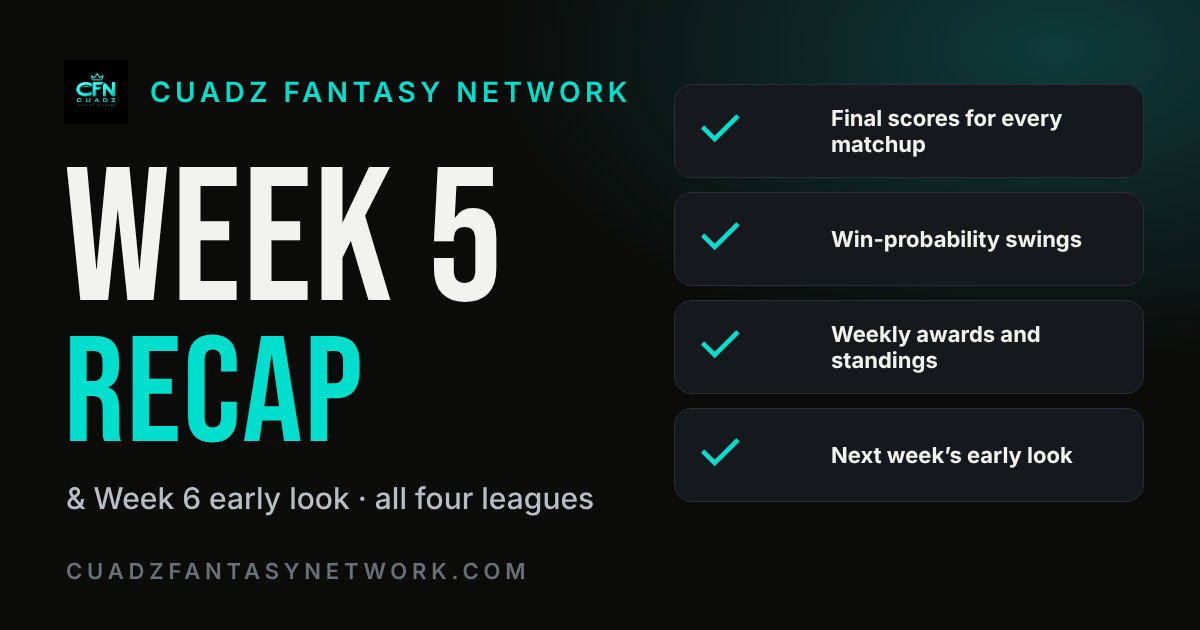 CFN
CUADZ
CUADZ FANTASY NETWORK
WEEK 5
RECAP
& Week 6 early look · all four leagues
CUADZFANTASYNETWORK.COM
Final scores for every
matchup
Win-probability swings
Weekly awards and
standings
Next week’s early look